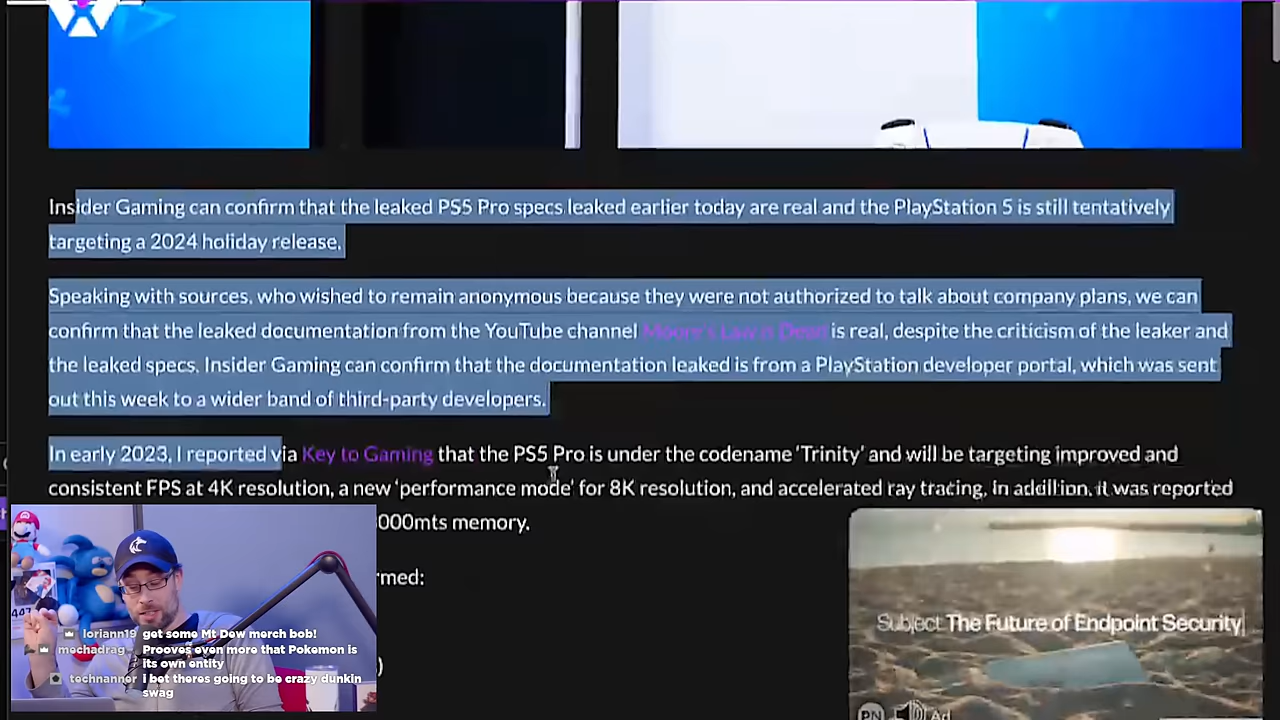 Insider Gaming can confirm that the leaked PS5 Pro specs leaked earlier today are real and the PlayStation 5 is still tentatively
targeting a 2024 holiday release.
Speaking with sources, who wished to remain anonymous because they were not authorized to talk about company plans, we can
confirm that the leaked documentation from the YouTube channel Moore's Law is Dead is real, despite the criticism of the leaker and
the leaked specs. Insider Gaming can confirm that the documentation leaked is from a PlayStation developer portal, which was sent
out this week to a wider band of third-party developers.
In early 2023, I reported via Key to Gaming that the PS5 Pro is under the codename 'Trinity' and will be targeting improved and
consistent FPS at 4K resolution, a new 'performance mode' for 8K resolution, and accelerated ray tracing. In addition, it was reported
000mts memory.
rmed:
)
447
loriann19 get some Mt Dew merch bob!
mechadrag Prooves even more that Pokemon is
its own entity
technanner i bet theres going to be crazy dunkin
swag
Subject The Future of Endpoint Security
PN Ad